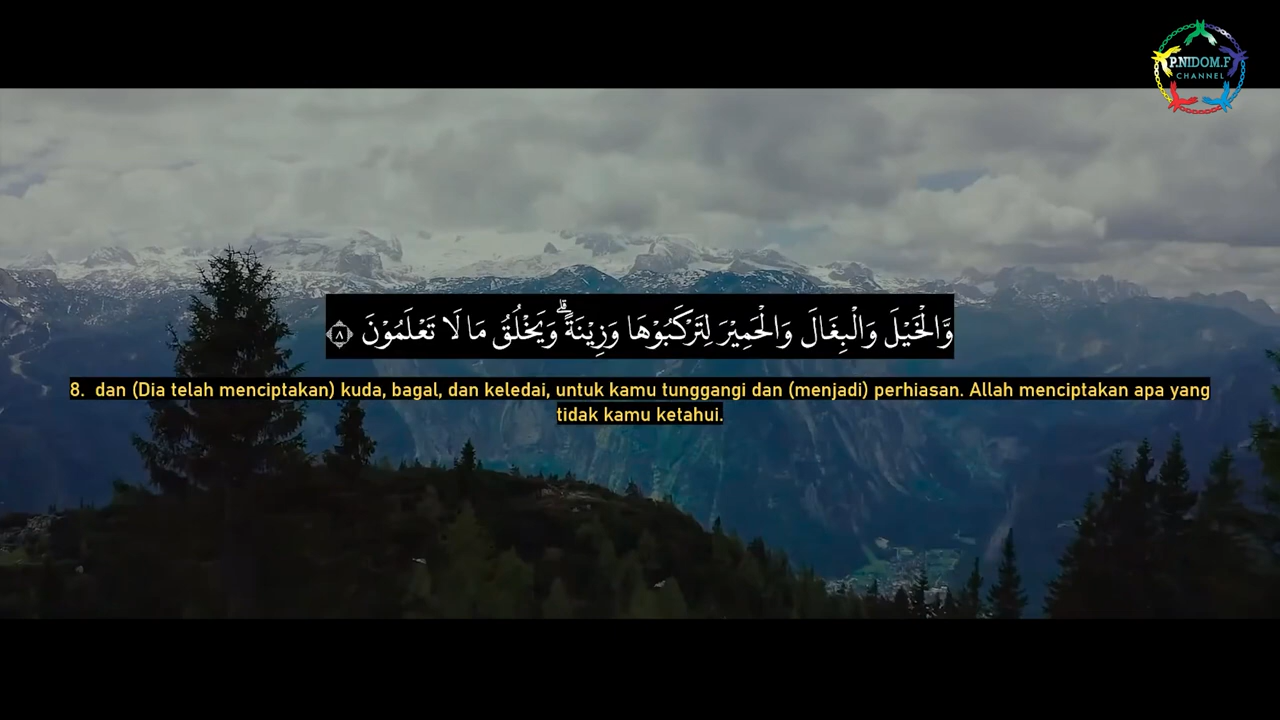 P.NIDOM.F
CHANNEL
وَّالْخَيْلَ وَالْبِغَالَ وَالْحَمِيْرَ لِتَرْكَبُوْهَا وَزِيْنَةًۗ وَيَخْلُقُ مَا لَا تَعْلَمُوْنَ ٨
8. dan (Dia telah menciptakan) kuda, bagal, dan keledai, untuk kamu tunggangi dan (menjadi) perhiasan. Allah menciptakan apa yang
tidak kamu ketahui.